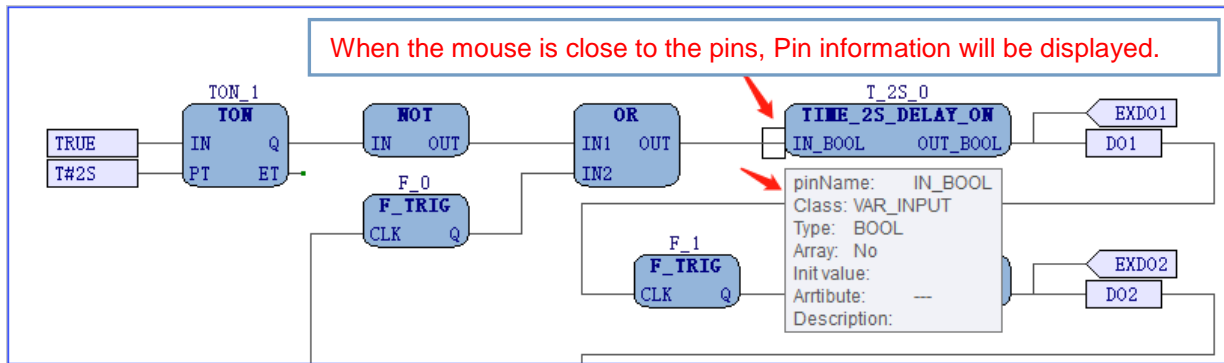 When the mouse is close to the pins, Pin information will be displayed.
TON_1
TON
IN Q
PT ET
TRUE
T#2S
NOT
IN OUT
OR
IN1 OUT
IN2
T_2S_0
TIME_2S_DELAY_ON
IN_BOOL OUT_BOOL
EXDO1
DO1
F_0
F_TRIG
CLK Q
pinName: IN_BOOL
Class: VAR_INPUT
Type: BOOL
Array: No
Init value:
Arrtibute: ---
Description:
F_1
F_TRIG
CLK Q
EXDO2
DO2